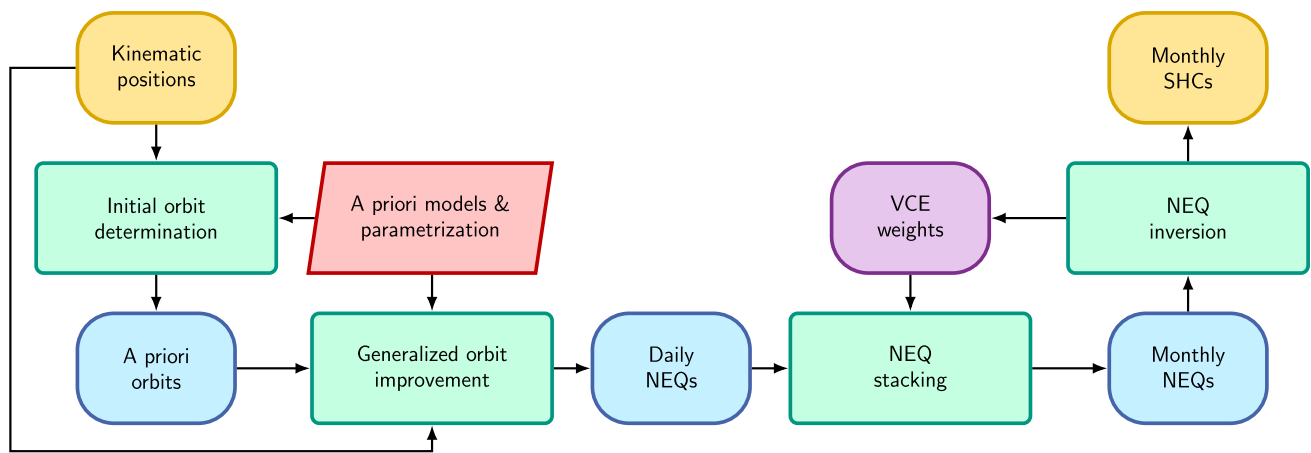 Kinematic
positions
Monthly
SHCs
Initial orbit
determination
A priori models &
parametrization
VCE
weights
NEQ
inversion
A priori
orbits
Generalized orbit
improvement
Daily
NEQs
NEQ
stacking
Monthly
NEQs